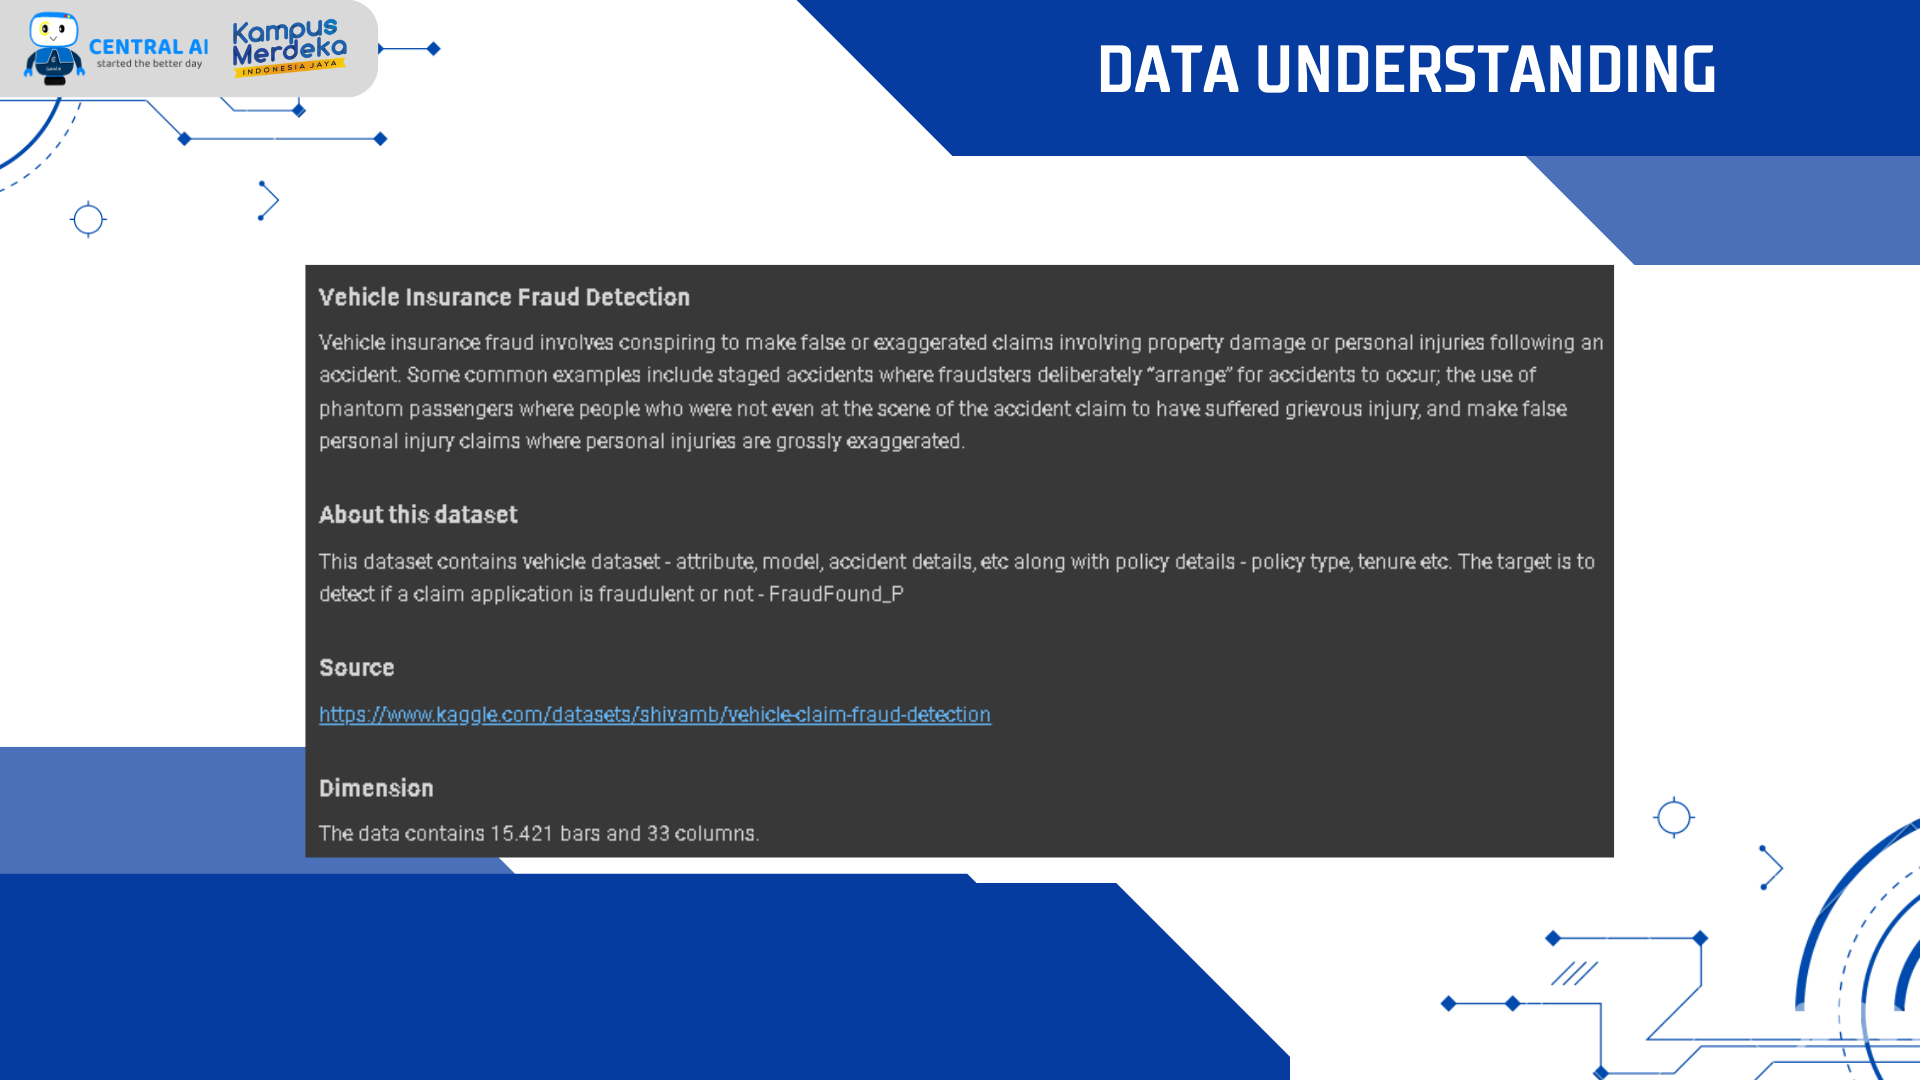 CENTRAL AI
started the better day
Kampus
Merdeka
INDONESIA JAYA
DATA UNDERSTANDING
Vehicle Insurance Fraud Detection
Vehicle insurance fraud involves conspiring to make false or exaggerated claims involving property damage or personal injuries following an
accident. Some common examples include staged accidents where fraudsters deliberately “arrange” for accidents to occur; the use of
phantom passengers where people who were not even at the scene of the accident claim to have suffered grievous injury, and make false
personal injury claims where personal injuries are grossly exaggerated.
About this dataset
This dataset contains vehicle dataset - attribute, model, accident details, etc along with policy details - policy type, tenure etc. The target is to
detect if a claim application is fraudulent or not - FraudFound_P
Source
https://www.kaggle.com/datasets/shivamb/vehicle-claim-fraud-detection
Dimension
The data contains 15.421 bars and 33 columns.